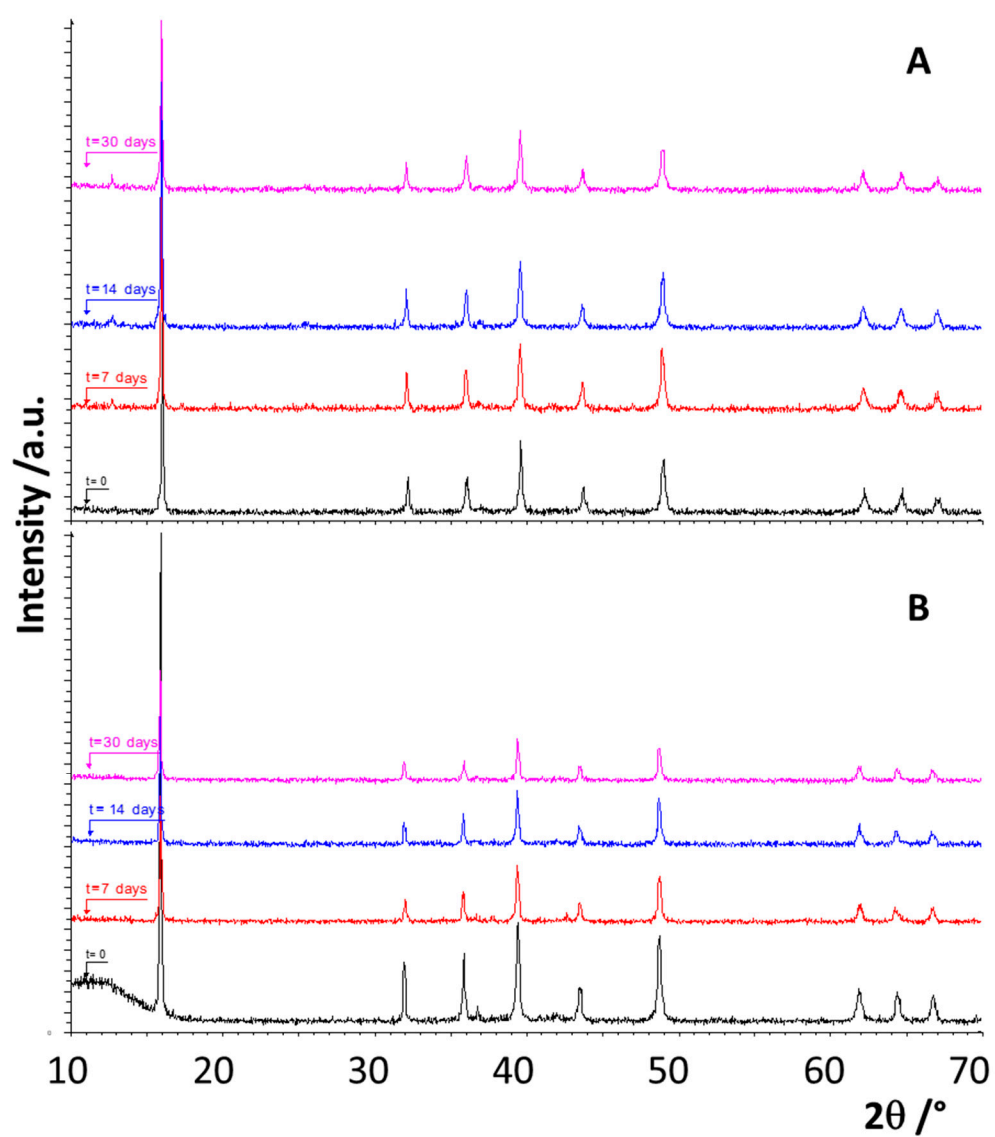 A
t=30 days
t=14 days
t=7 days
t= 0
Intensity /a.u.
B
t=30 days
t= 14 days
t=7 days
t= 0
0
10 20 30 40 50 60 70
2θ /°